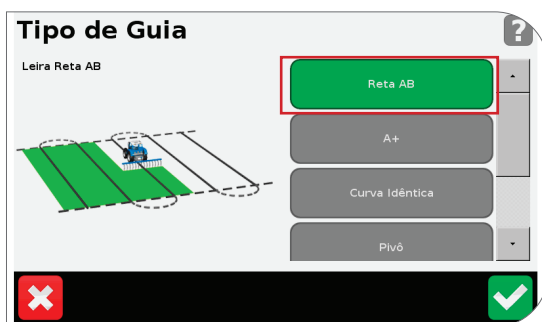 Tipo de Guia
?
Leira Reta AB
Reta AB
A+
Curva Idêntica
Pivô